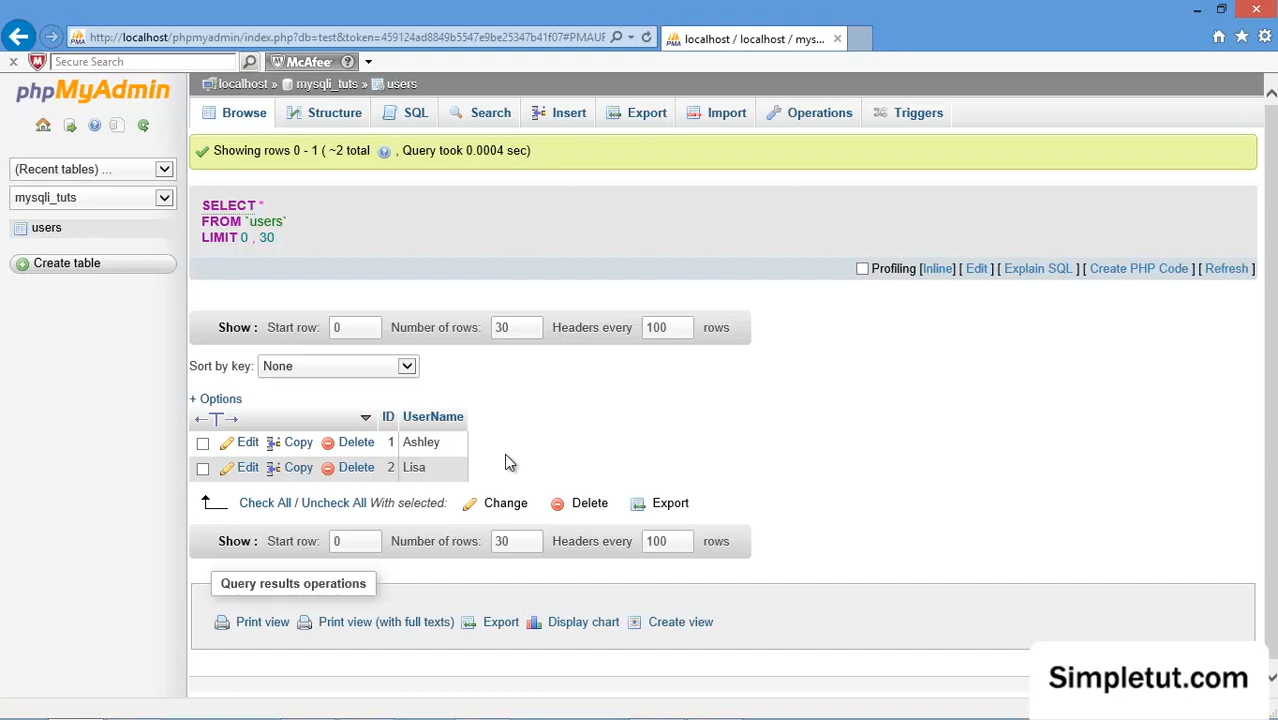 http://localhost/phpmyadmin/index.php?db=test&token=459124ad8849b5547e9be25347b41f07#PMAUF
localhost / localhost / mys...
Secure Search
McAfee
phpMyAdmin
localhost » mysqli_tuts » users
Browse Structure SQL Search Insert Export Import Operations Triggers
(Recent tables) ...
mysqli_tuts
users
Create table
Showing rows 0 - 1 ( ~2 total , Query took 0.0004 sec)
SELECT *
FROM `users`
LIMIT 0 , 30
Profiling [Inline] [ Edit ] [ Explain SQL ] [ Create PHP Code ] [ Refresh ]
Show : Start row: 0 Number of rows: 30 Headers every 100 rows
Sort by key: None
+ Options
←T→ ID UserName
Edit Copy Delete 1 Ashley
Edit Copy Delete 2 Lisa
Check All / Uncheck All With selected: Change Delete Export
Show : Start row: 0 Number of rows: 30 Headers every 100 rows
Query results operations
Print view Print view (with full texts) Export Display chart Create view
Simpletut.com